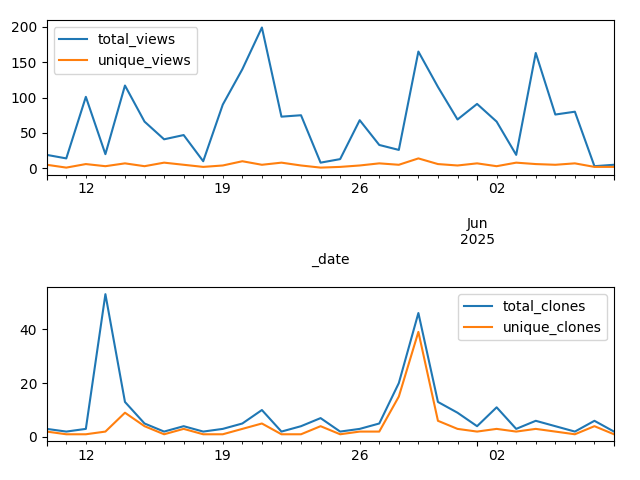 200
150
100
50
0
total_views
unique_views
12
19
26
02
Jun
2025
_date
40
20
0
total_clones
unique_clones
12
19
26
02